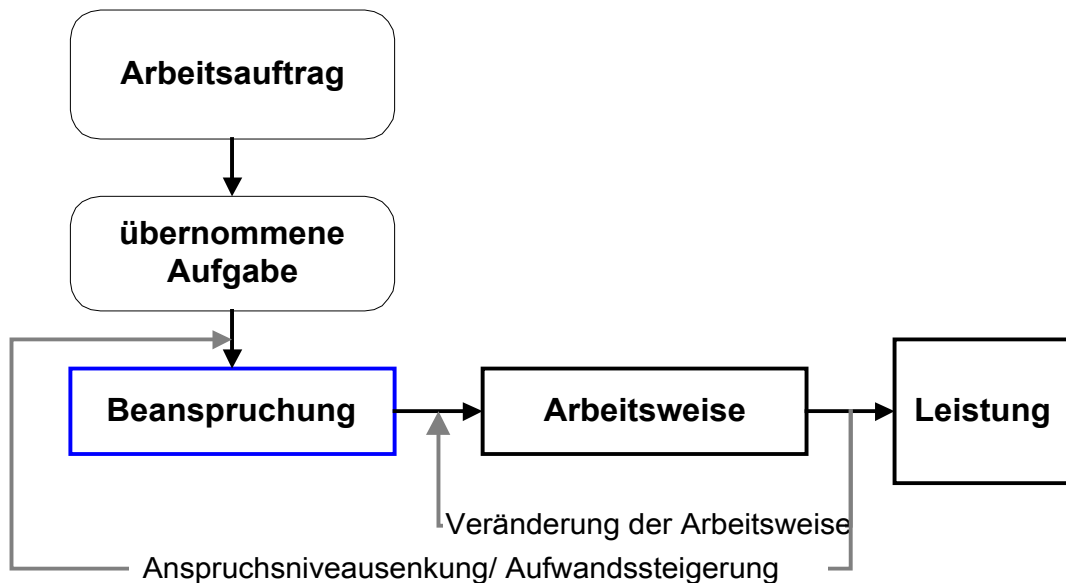 Arbeitsauftrag
übernommene
Aufgabe
Beanspruchung
Arbeitsweise
Leistung
Veränderung der Arbeitsweise
Anspruchsniveausenkung/ Aufwandssteigerung